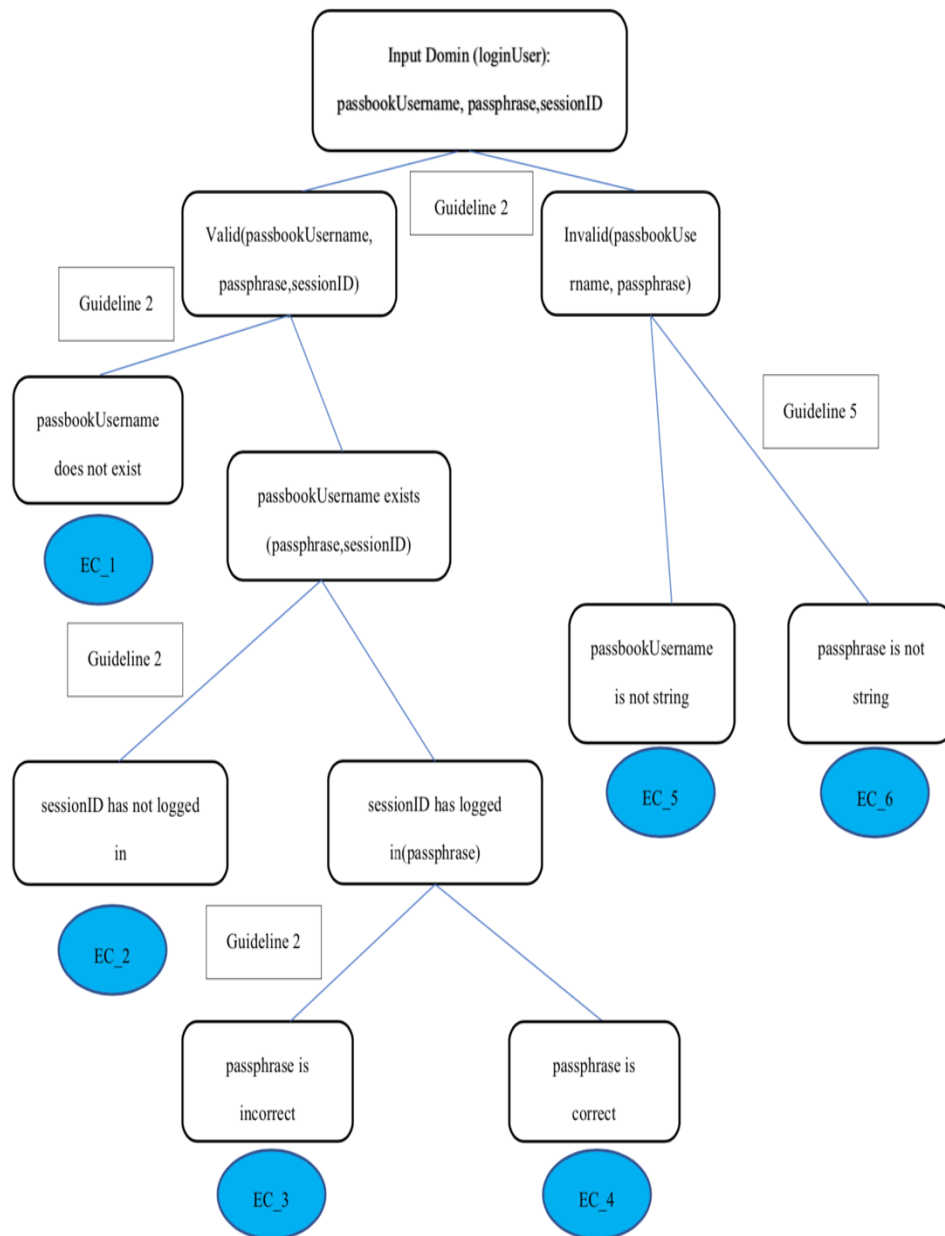 Input Domin (loginUser):
passbookUsername, passphrase,sessionID
Guideline 2
Valid(passbookUsername,
passphrase,sessionID)
Invalid(passbookUse
rname, passphrase)
Guideline 2
Guideline 5
passbookUsername
does not exist
EC_1
passbookUsername exists
(passphrase,sessionID)
Guideline 2
passbookUsername
is not string
EC_5
passphrase is not
string
EC_6
sessionID has not logged
in
EC_2
sessionID has logged
in(passphrase)
Guideline 2
passphrase is
incorrect
EC_3
passphrase is
correct
EC_4